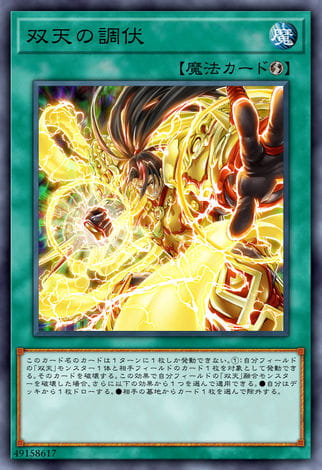 双天の調伏
魔
【魔法カード】
このカード名のカードは1ターンに1枚しか発動できない。①:自分フィールド
の「双天」モンスター1体と相手フィールドのカード1枚を対象として発動でき
る。そのカードを破壊する。この効果で自分フィールドの「双天」融合モンスタ
ーを破壊した場合、さらに以下の効果から1つを選んで適用できる。●自分はデ
ッキから1枚ドローする。●相手の墓地からカード1枚を選んで除外する。
49158617